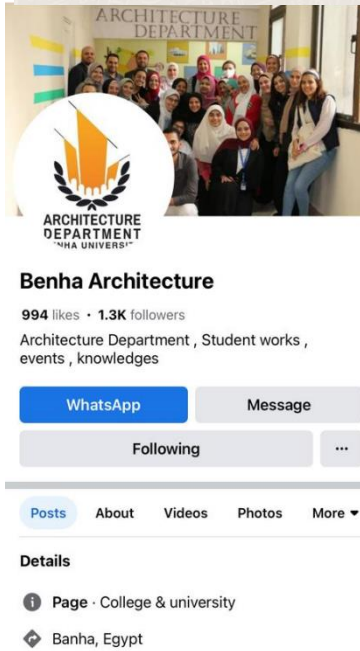 ARCHITECTURE
DEPARTMENT
ARCHITECTURE
DEPARTMENT
Benha Architecture
994 likes · 1.3K followers
Architecture Department , Student works ,
events , knowledges
WhatsApp
Message
Following
...
Posts About Videos Photos More
Details
Page · College & university
Banha, Egypt